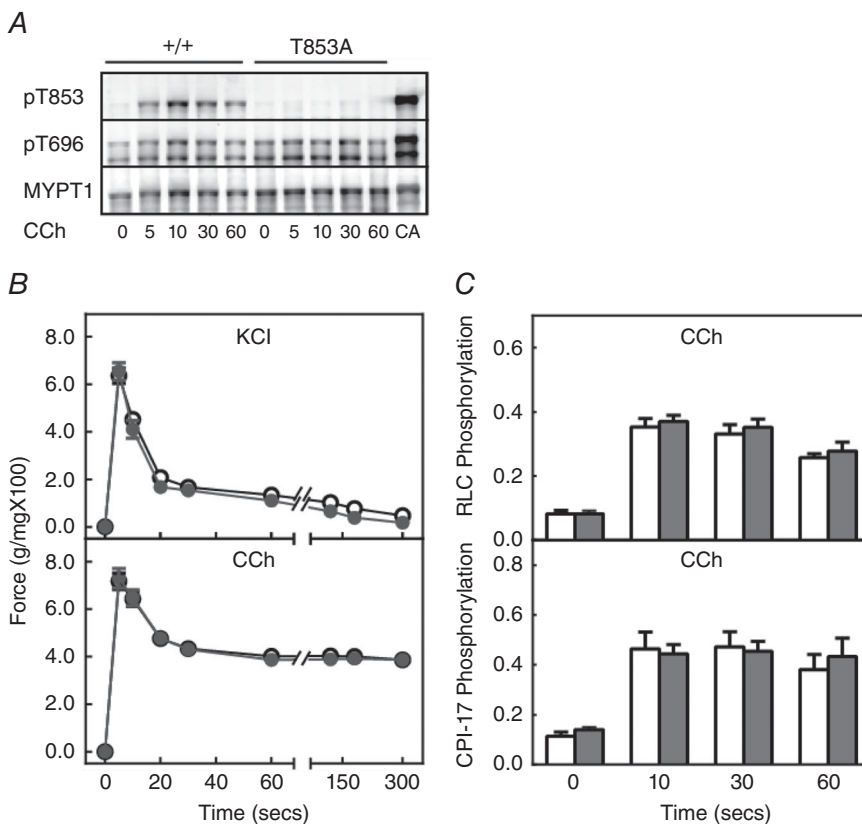 A
+/+ T853A
pT853
pT696
MYPT1
CCh 0 5 10 30 60 0 5 10 30 60 CA
B
Force (g/mgX100)
KCl
8.0
6.0
4.0
2.0
0.0
CCh
8.0
6.0
4.0
2.0
0.0
0 20 40 60 150 300
Time (secs)
C
RLC Phosphorylation
CCh
0.6
0.4
0.2
0.0
CPI-17 Phosphorylation
CCh
0.6
0.4
0.2
0.0
0 10 30 60
Time (secs)